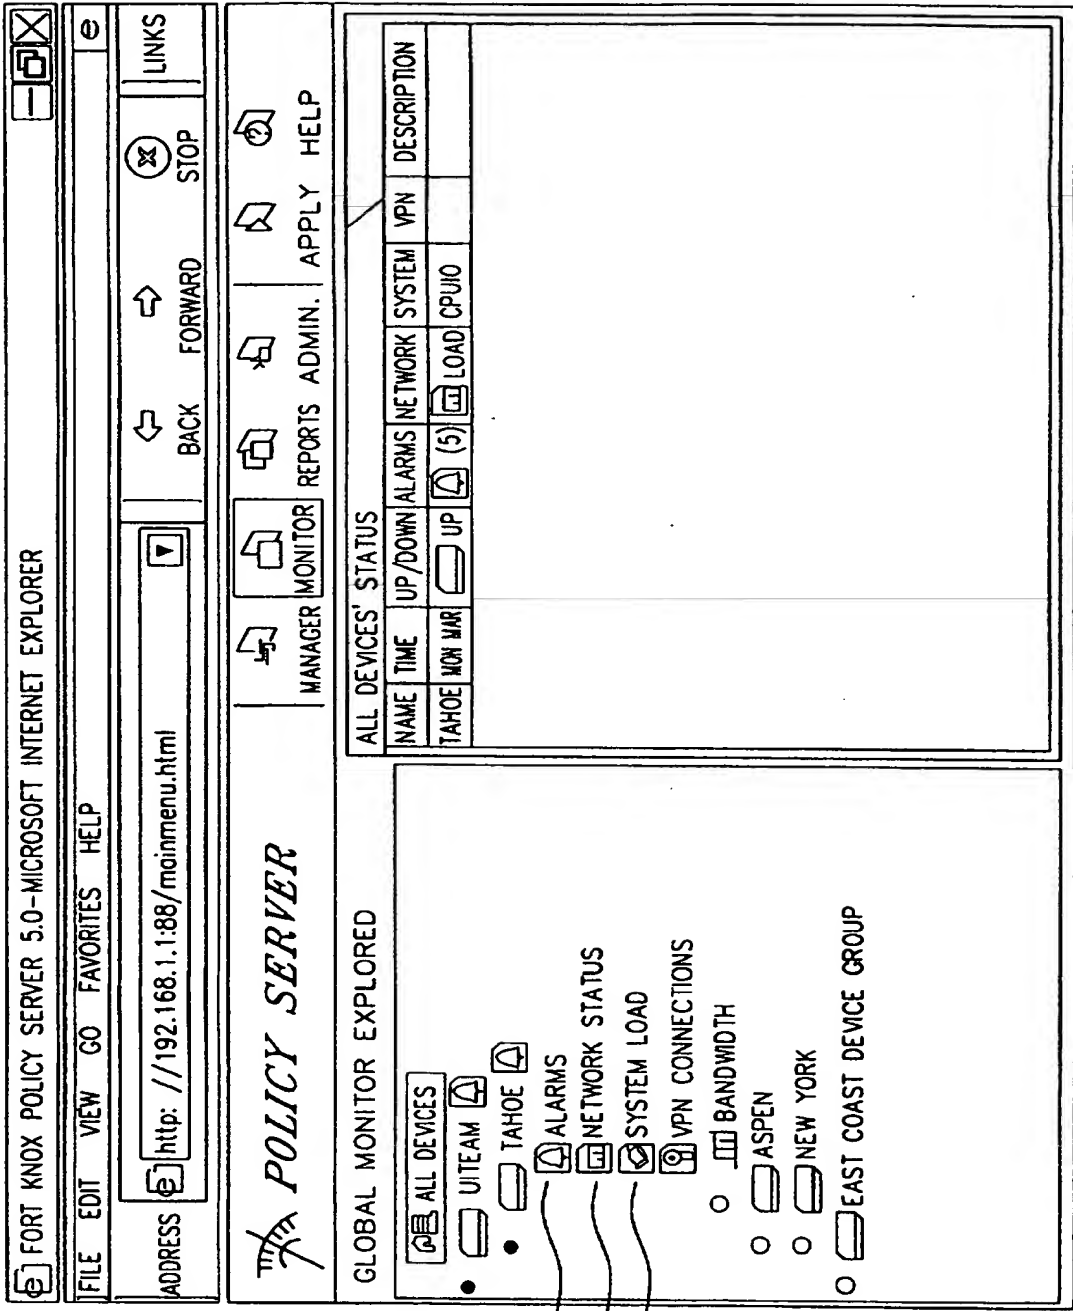 FORT KNOX POLICY SERVER 5.0-MICROSOFT INTERNET EXPLORER
FILE EDIT VIEW GO FAVORITES HELP
ADDRESS http: //192.168.1.1:88/mainmenu.html
BACK FORWARD STOP LINKS
POLICY SERVER
MANAGER MONITOR REPORTS ADMIN. APPLY HELP
GLOBAL MONITOR EXPLORED
ALL DEVICES
UITEAM
TAHOE
ALARMS
NETWORK STATUS
SYSTEM LOAD
VPN CONNECTIONS
BANDWIDTH
ASPEN
NEW YORK
EAST COAST DEVICE GROUP
ALL DEVICES' STATUS
NAME TIME UP/DOWN ALARMS NETWORK SYSTEM VPN DESCRIPTION
TAHOE MON MAR UP (5) LOAD CPUIO